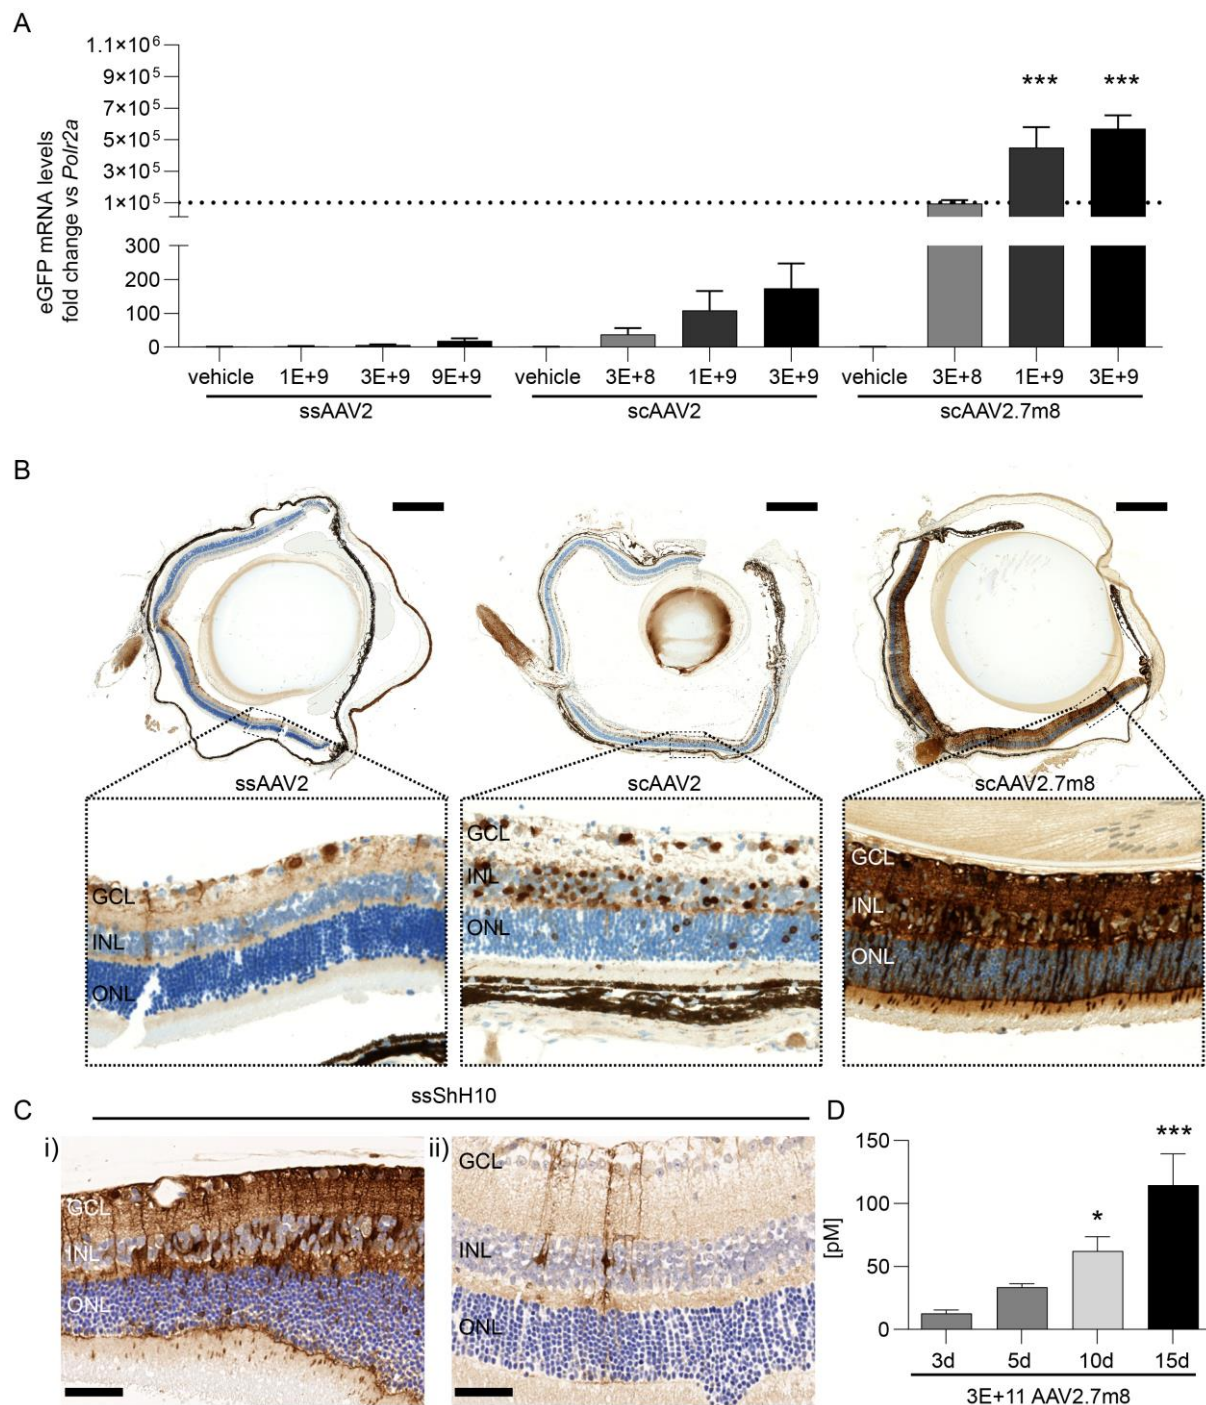 A
eGFP mRNA levels
fold change vs Polr2a
1.1×10⁶
9×10⁵
7×10⁵
5×10⁵
3×10⁵
1×10⁵
300
200
100
0
*** ***
vehicle 1E+9 3E+9 9E+9 vehicle 3E+8 1E+9 3E+9 vehicle 3E+8 1E+9 3E+9
ssAAV2 scAAV2 scAAV2.7m8
B
ssAAV2 scAAV2 scAAV2.7m8
GCL
INL
ONL
GCL
INL
ONL
GCL
INL
ONL
C
ssShH10
i)
GCL
INL
ONL
ii)
GCL
INL
ONL
D
[pM]
150
100
50
0
* ***
3d 5d 10d 15d
3E+11 AAV2.7m8